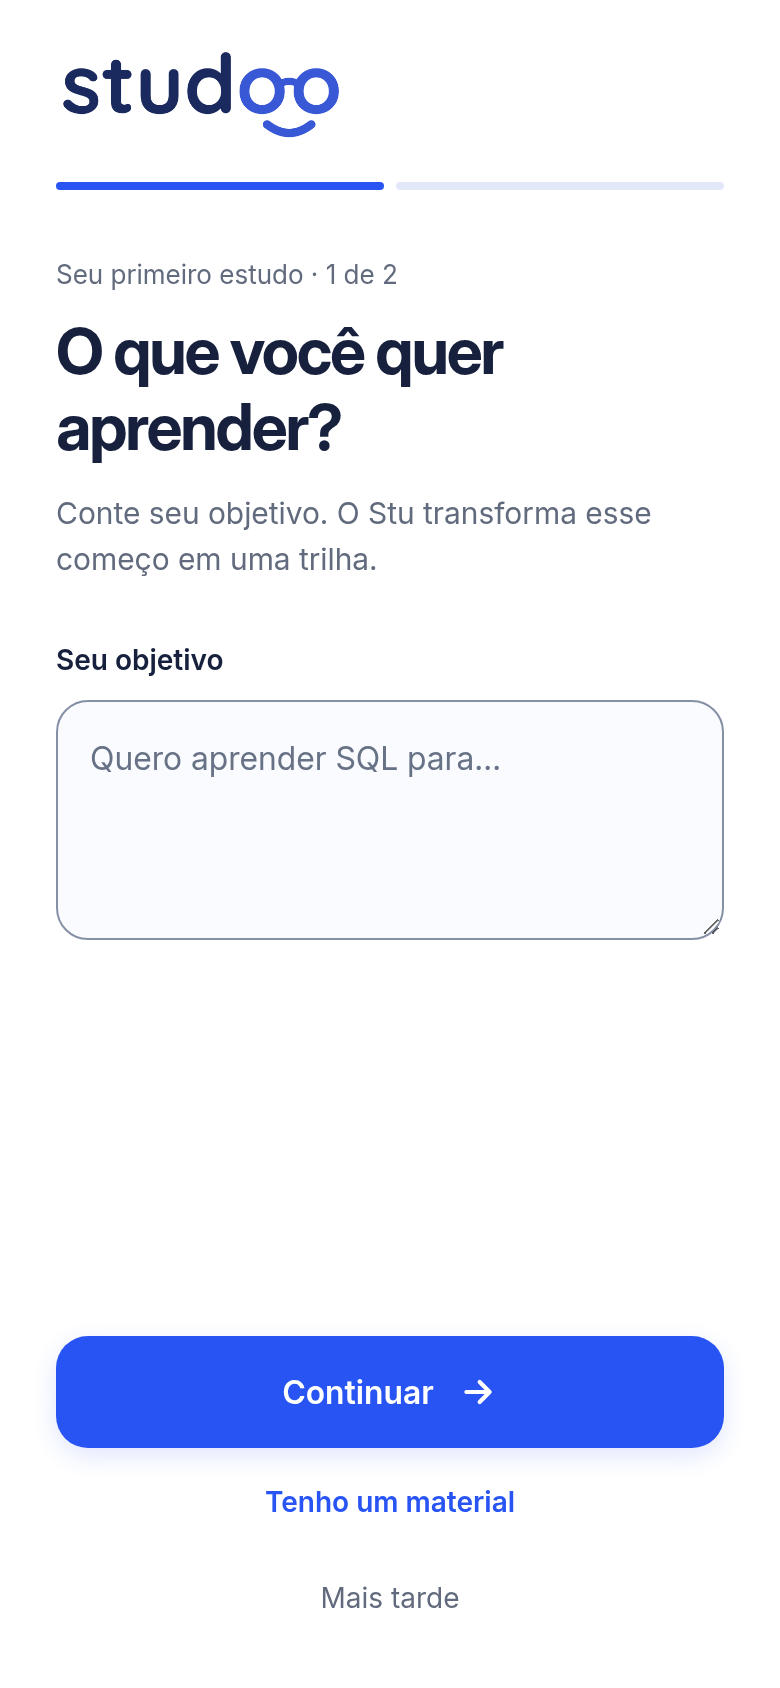 studoo
Seu primeiro estudo · 1 de 2
O que você quer
aprender?
Conte seu objetivo. O Stu transforma esse
começo em uma trilha.
Seu objetivo
Quero aprender SQL para...
Continuar →
Tenho um material
Mais tarde